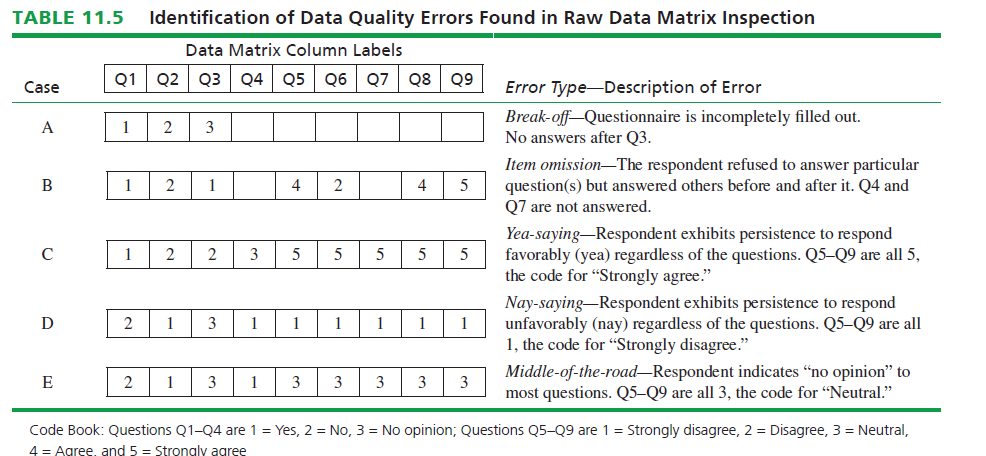 TABLE 11.5 Identification of Data Quality Errors Found in Raw Data Matrix Inspection
Data Matrix Column Labels
Case Q1 Q2 Q3 Q4 Q5 Q6 Q7 Q8 Q9 Error Type—Description of Error
A 1 2 3 Break-off—Questionnaire is incompletely filled out.
No answers after Q3.
Item omission—The respondent refused to answer particular
B 1 2 1 4 2 4 5 question(s) but answered others before and after it. Q4 and
Q7 are not answered.
Yea-saying—Respondent exhibits persistence to respond
C 1 2 2 3 5 5 5 5 5 favorably (yea) regardless of the questions. Q5–Q9 are all 5,
the code for “Strongly agree.”
Nay-saying—Respondent exhibits persistence to respond
D 2 1 3 1 1 1 1 1 1 unfavorably (nay) regardless of the questions. Q5–Q9 are all
1, the code for “Strongly disagree.”
E 2 1 3 1 3 3 3 3 3 Middle-of-the-road—Respondent indicates “no opinion” to
most questions. Q5–Q9 are all 3, the code for “Neutral.”
Code Book: Questions Q1–Q4 are 1 = Yes, 2 = No, 3 = No opinion; Questions Q5–Q9 are 1 = Strongly disagree, 2 = Disagree, 3 = Neutral,
4 = Agree, and 5 = Strongly agree